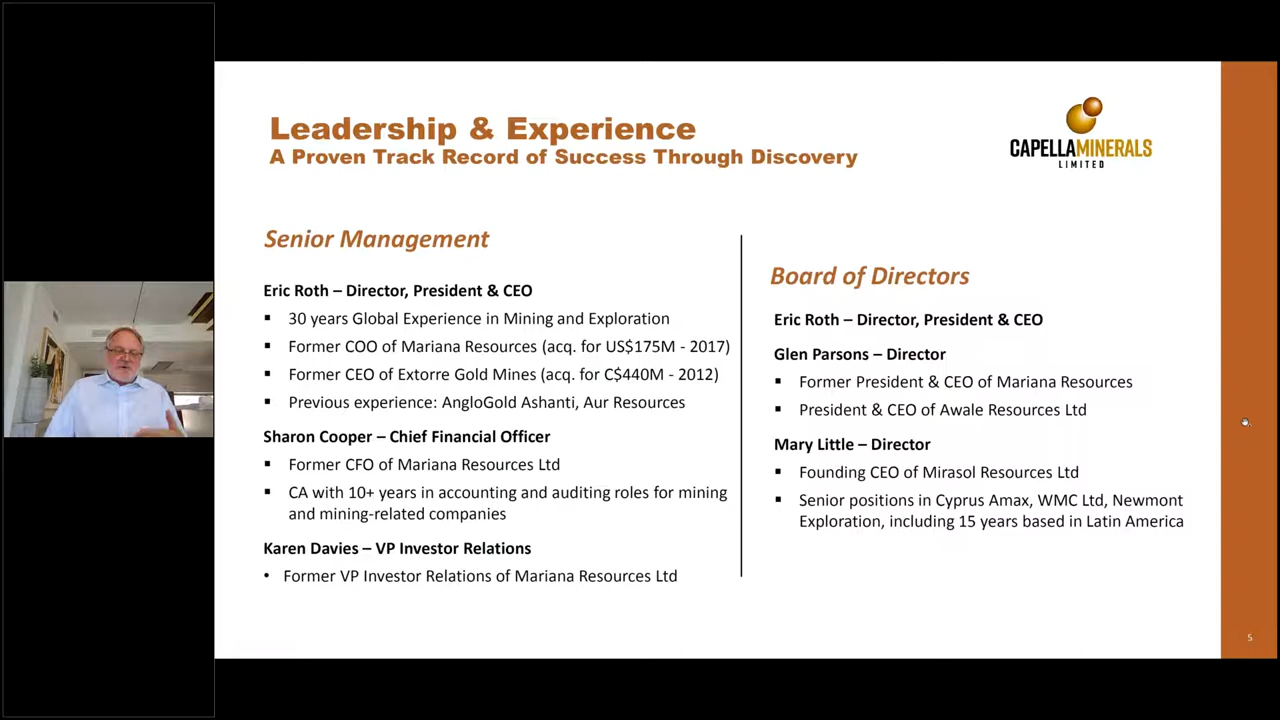 Leadership & Experience
A Proven Track Record of Success Through Discovery
CAPELLAMINERALS
LIMITED
Senior Management
Eric Roth – Director, President & CEO
▪ 30 years Global Experience in Mining and Exploration
▪ Former COO of Mariana Resources (acq. for US$175M - 2017)
▪ Former CEO of Extorre Gold Mines (acq. for C$440M - 2012)
▪ Previous experience: AngloGold Ashanti, Aur Resources
Sharon Cooper – Chief Financial Officer
▪ Former CFO of Mariana Resources Ltd
▪ CA with 10+ years in accounting and auditing roles for mining
and mining-related companies
Karen Davies – VP Investor Relations
• Former VP Investor Relations of Mariana Resources Ltd
Board of Directors
Eric Roth – Director, President & CEO
Glen Parsons – Director
▪ Former President & CEO of Mariana Resources
▪ President & CEO of Awale Resources Ltd
Mary Little – Director
▪ Founding CEO of Mirasol Resources Ltd
▪ Senior positions in Cyprus Amax, WMC Ltd, Newmont
Exploration, including 15 years based in Latin America
5